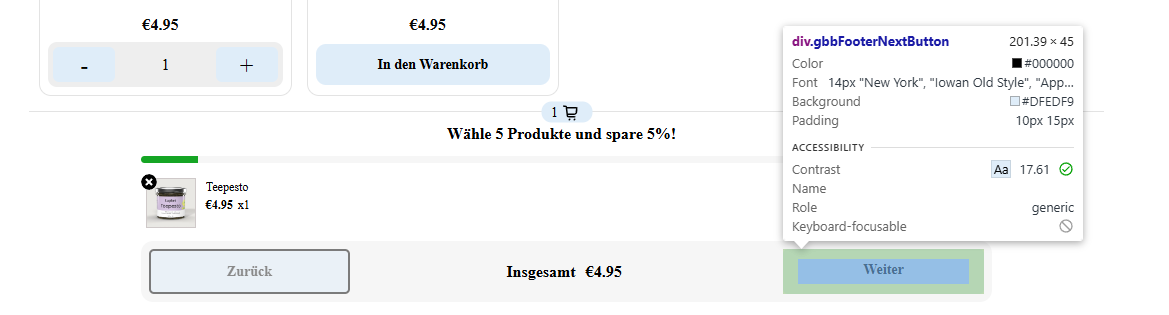 €4.95
€4.95
- 1 +
In den Warenkorb
1
Wähle 5 Produkte und spare 5%!
Teepesto
€4.95 x1
Teepesto
Zurück
Insgesamt €4.95
Weiter
div.gbbFooterNextButton 201.39 × 45
Color #000000
Font 14px "New York", "Iowan Old Style", "App...
Background #DFEDF9
Padding 10px 15px
ACCESSIBILITY
Contrast Aa 17.61
Name
Role generic
Keyboard-focusable